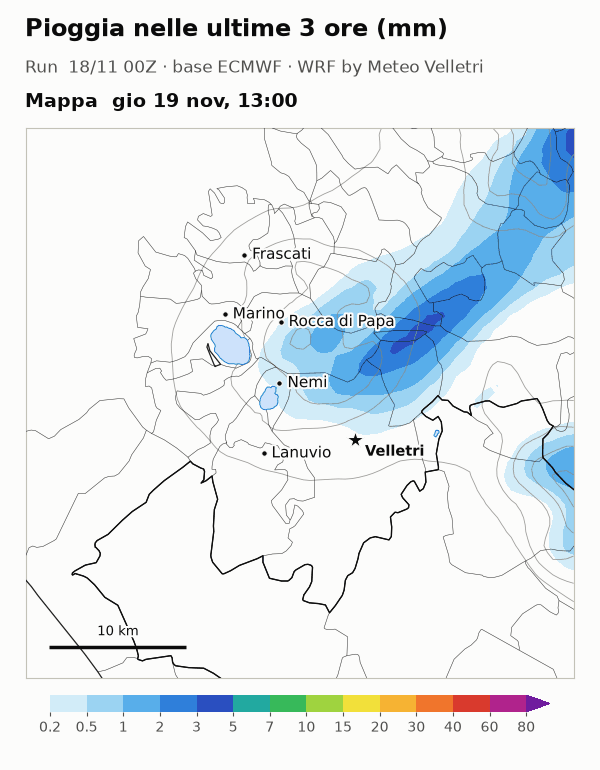 Pioggia nelle ultime 3 ore (mm)
Run  18/11 00Z · base ECMWF · WRF by Meteo Velletri
Mappa  gio 19 nov, 13:00
Frascati
Marino
Rocca di Papa
Nemi
Velletri
Lanuvio
10 km
0.2 0.5 1 2 3 5 7 10 15 20 30 40 60 80